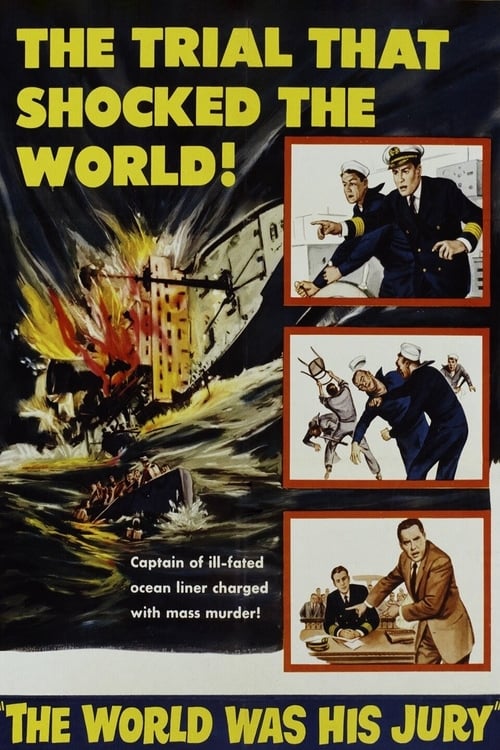 THE TRIAL THAT
SHOCKED THE
WORLD!
Captain of ill-fated
ocean liner charged
with mass murder!
"THE WORLD WAS HIS JURY"